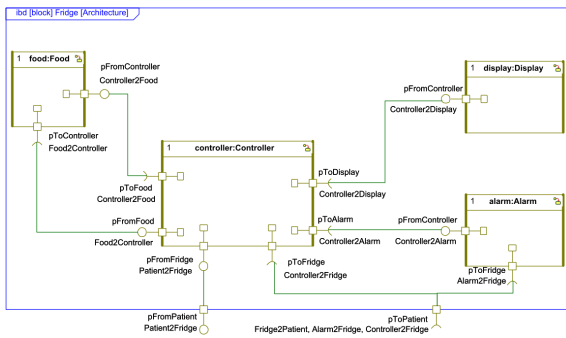 ibd [block] Fridge [Architecture]
1 food:Food
pFromController
Controller2Food
pToController
Food2Controller
1 display:Display
pFromController
Controller2Display
1 controller:Controller
pToFood
Controller2Food
pFromFood
Food2Controller
pToDisplay
Controller2Display
pToAlarm
Controller2Alarm
pFromController
Controller2Alarm
1 alarm:Alarm
pToFridge
Alarm2Fridge
pFromFridge
Patient2Fridge
pToFridge
Controller2Fridge
pFromPatient
Patient2Fridge
pToPatient
Fridge2Patient, Alarm2Fridge, Controller2Fridge